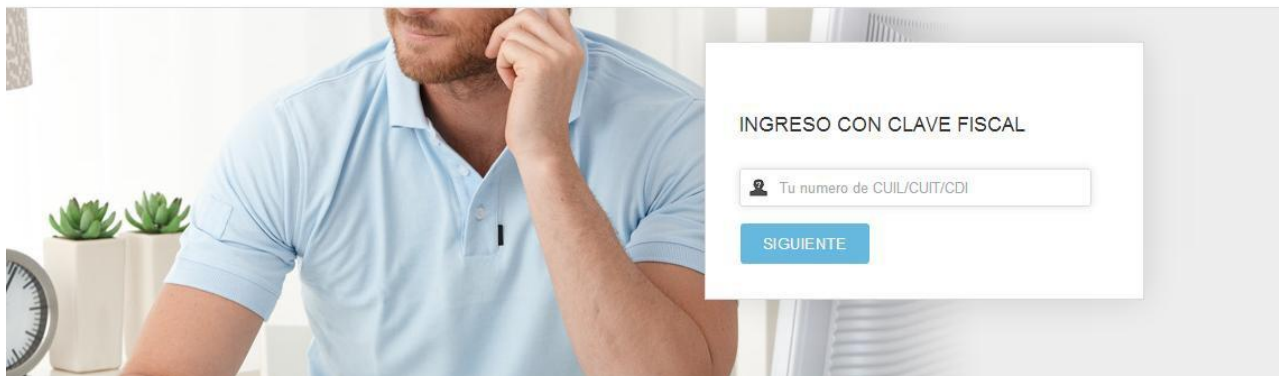 INGRESO CON CLAVE FISCAL
Tu numero de CUIL/CUIT/CDI
SIGUIENTE